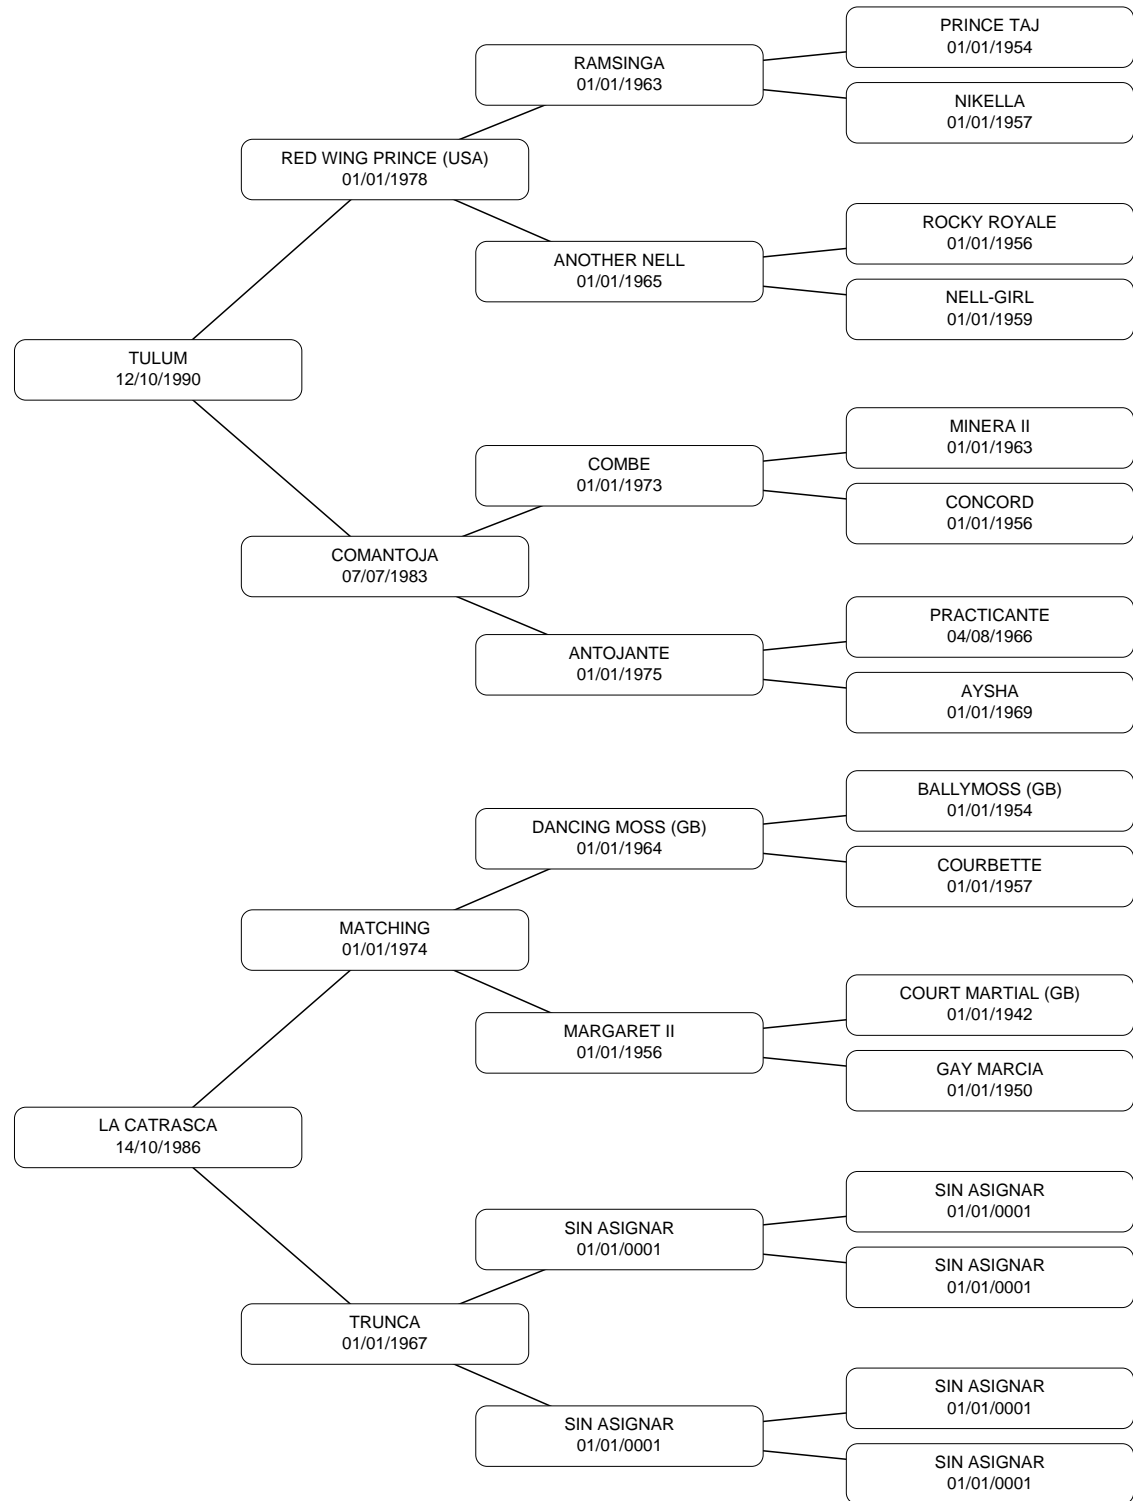 PRINCE TAJ
01/01/1954
RAMSINGA
01/01/1963
NIKELLA
01/01/1957
RED WING PRINCE (USA)
01/01/1978
ROCKY ROYALE
01/01/1956
ANOTHER NELL
01/01/1965
NELL-GIRL
01/01/1959
TULUM
12/10/1990
MINERA II
01/01/1963
COMBE
01/01/1973
CONCORD
01/01/1956
COMANTOJA
07/07/1983
PRACTICANTE
04/08/1966
ANTOJANTE
01/01/1975
AYSHA
01/01/1969
BALLYMOSS (GB)
01/01/1954
DANCING MOSS (GB)
01/01/1964
COURBETTE
01/01/1957
MATCHING
01/01/1974
COURT MARTIAL (GB)
01/01/1942
MARGARET II
01/01/1956
GAY MARCIA
01/01/1950
LA CATRASCA
14/10/1986
SIN ASIGNAR
01/01/0001
SIN ASIGNAR
01/01/0001
SIN ASIGNAR
01/01/0001
TRUNCA
01/01/1967
SIN ASIGNAR
01/01/0001
SIN ASIGNAR
01/01/0001
SIN ASIGNAR
01/01/0001